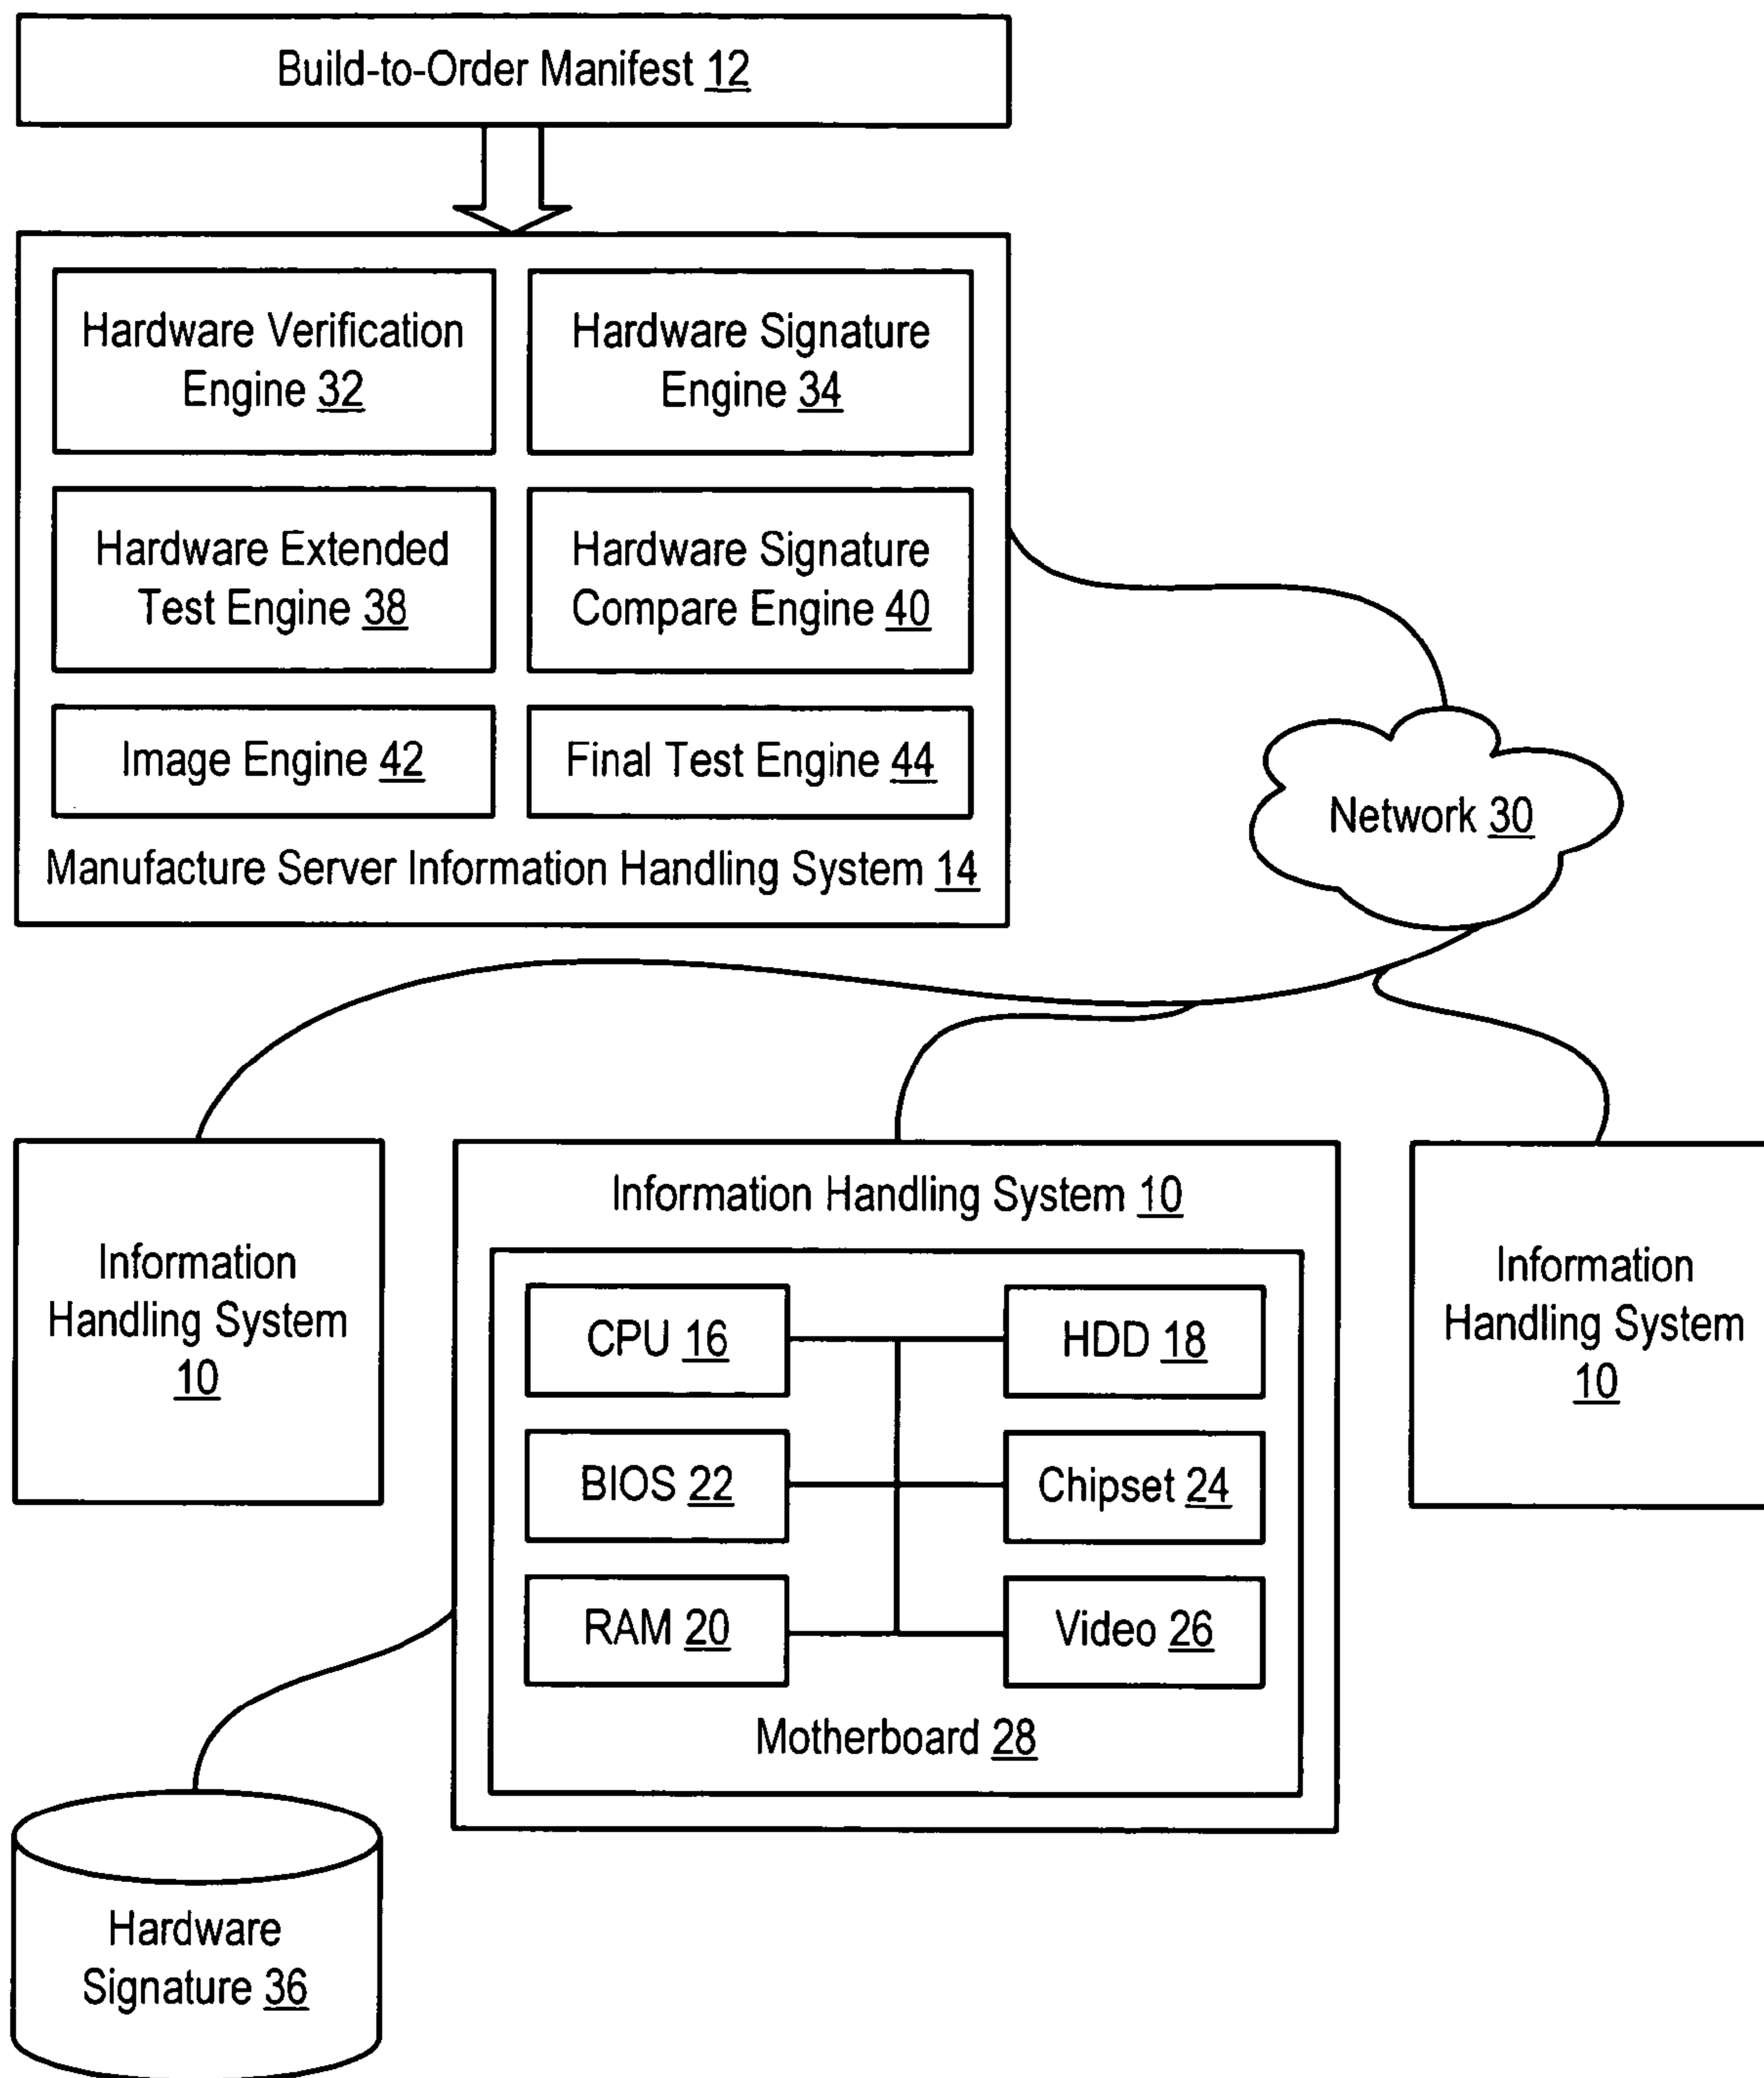 Build-to-Order Manifest 12
Hardware Verification
Engine 32
Hardware Signature
Engine 34
Hardware Extended
Test Engine 38
Hardware Signature
Compare Engine 40
Image Engine 42
Final Test Engine 44
Manufacture Server Information Handling System 14
Network 30
Information
Handling System
10
Information Handling System 10
CPU 16
HDD 18
BIOS 22
Chipset 24
RAM 20
Video 26
Motherboard 28
Information
Handling System
10
Hardware
Signature 36